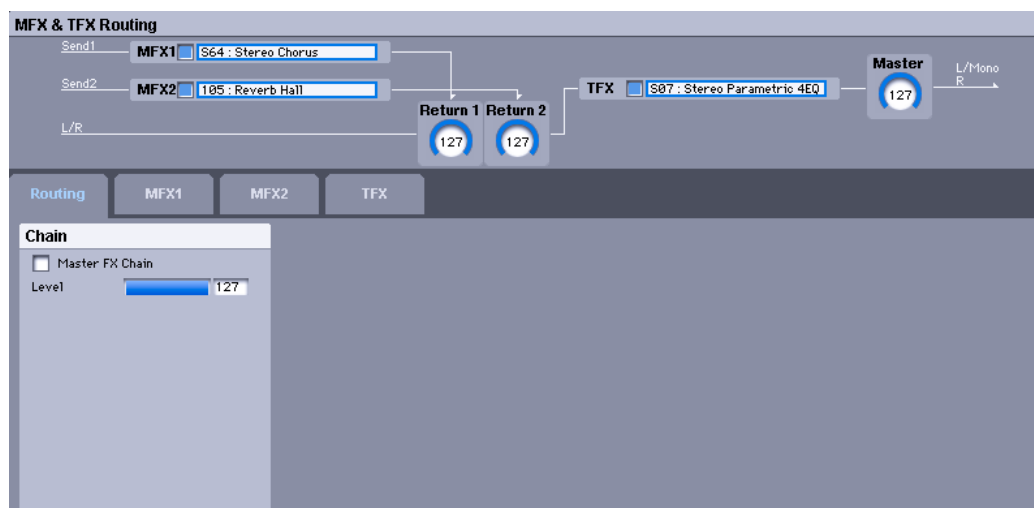 MFX & TFX Routing
Send1 MFX1 S64 : Stereo Chorus
Send2 MFX2 105 : Reverb Hall
L/R
Return 1 Return 2
127 127
TFX S07 : Stereo Parametric 4EQ
Master
127
L/Mono
R
Routing MFX1 MFX2 TFX
Chain
Master FX Chain
Level 127